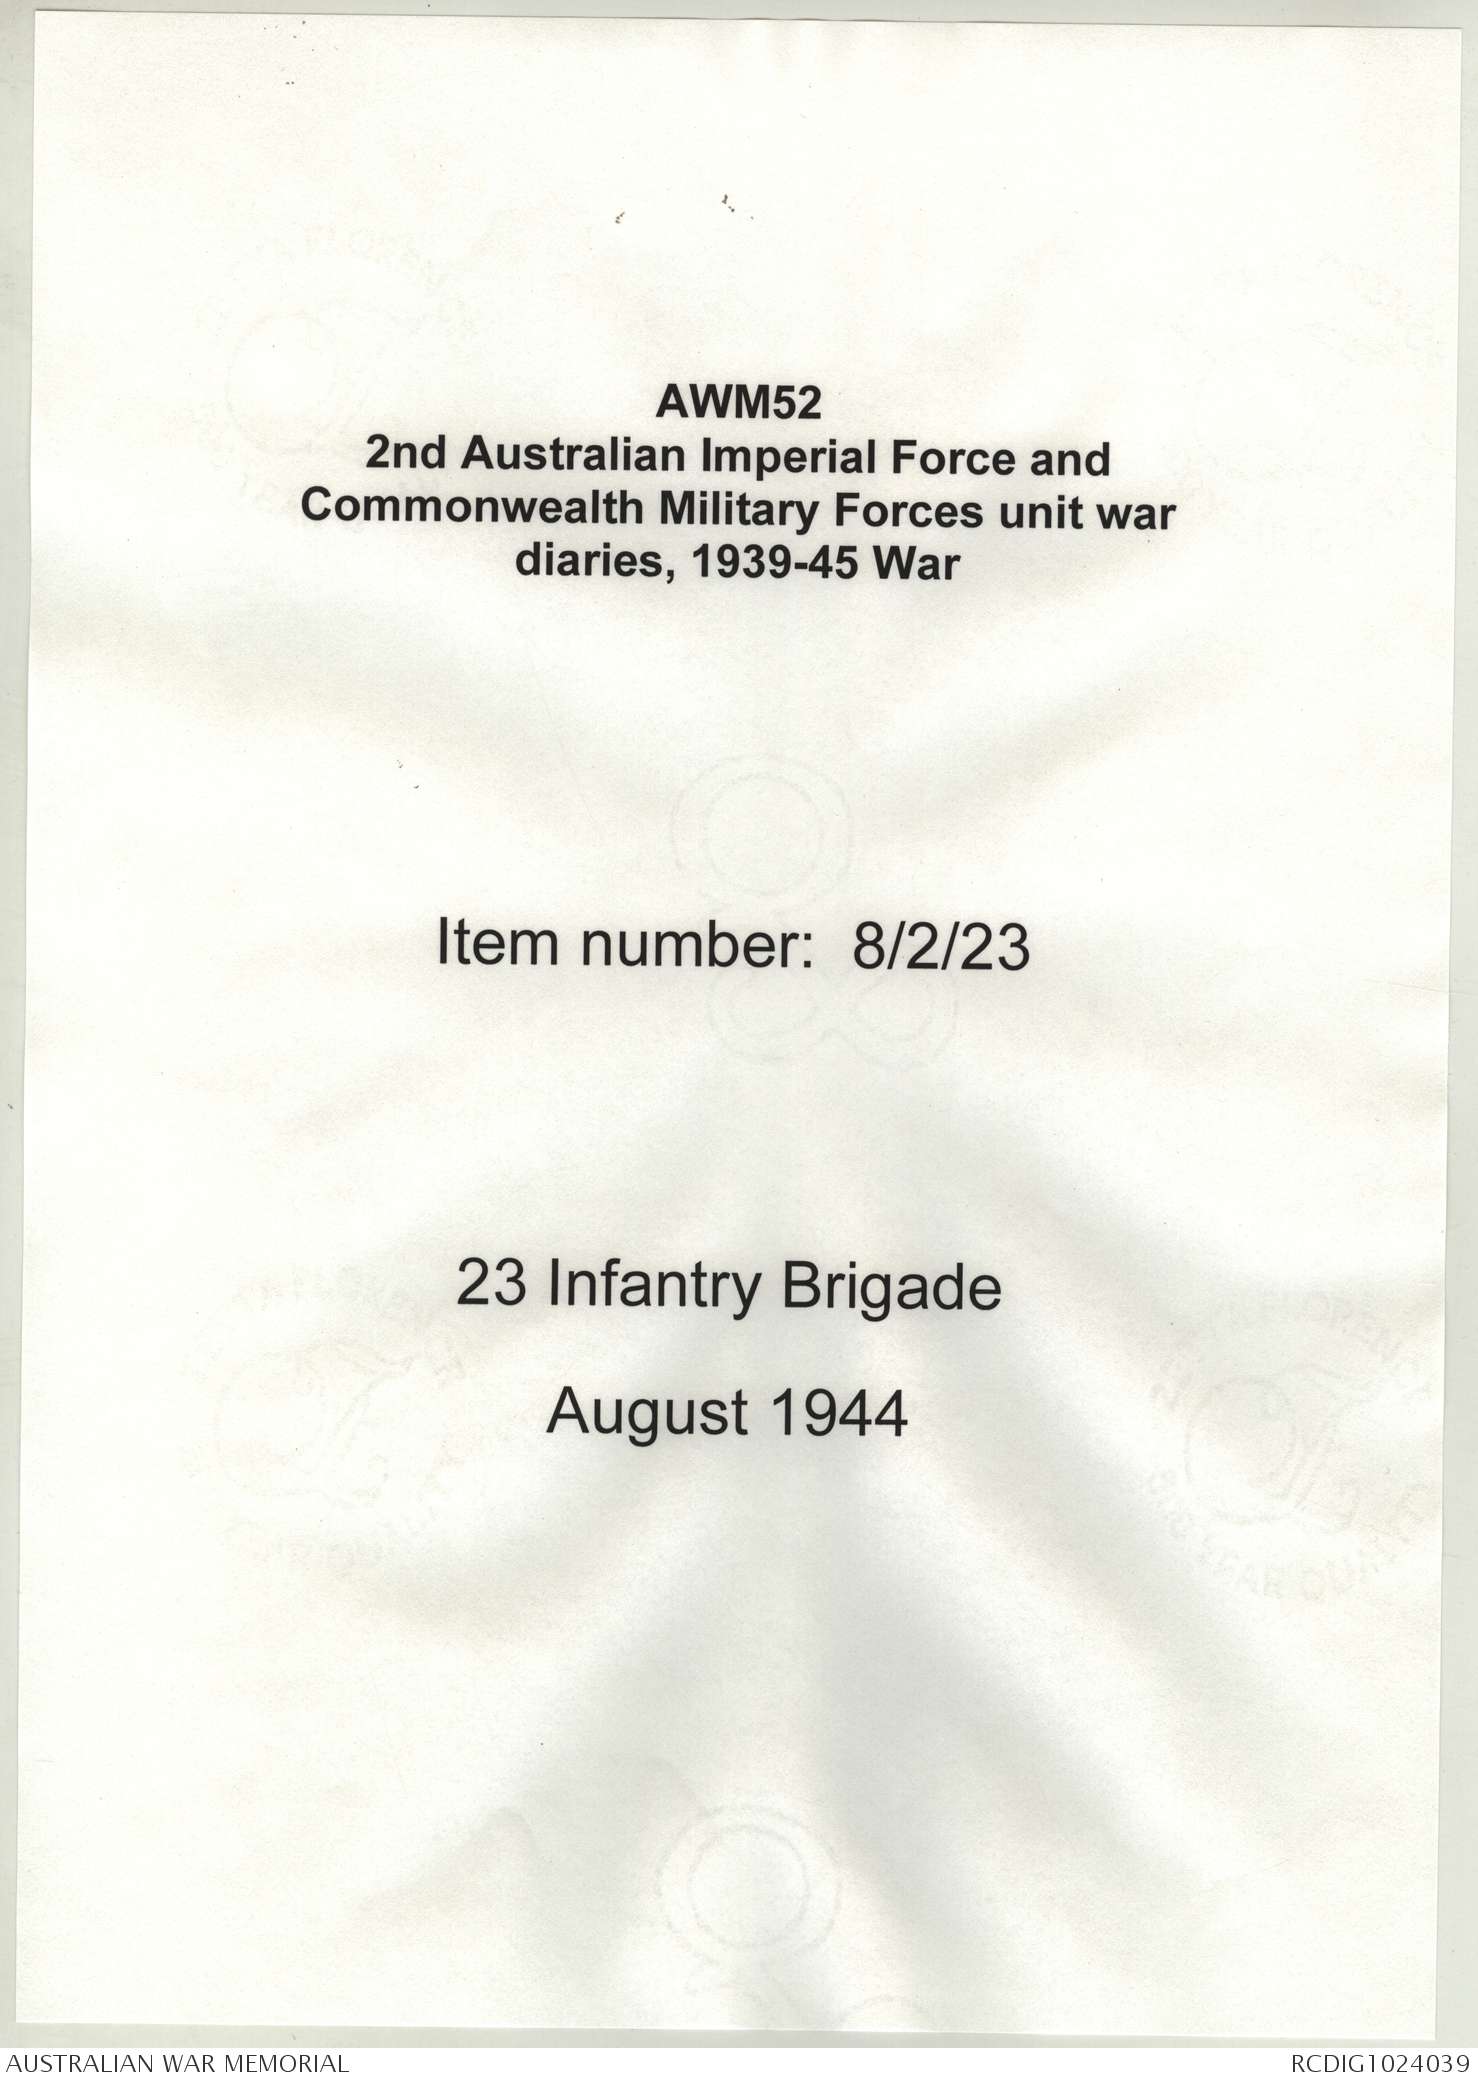 AWM52
2nd Australian Imperial Force and
Commonwealth Military Forces unit war
diaries, 1939-45 War
Item number: 8/2/23
23 Infantry Brigade
August 1944
AUSTRALIAN WAR MEMORIAL
RCDIG1024039